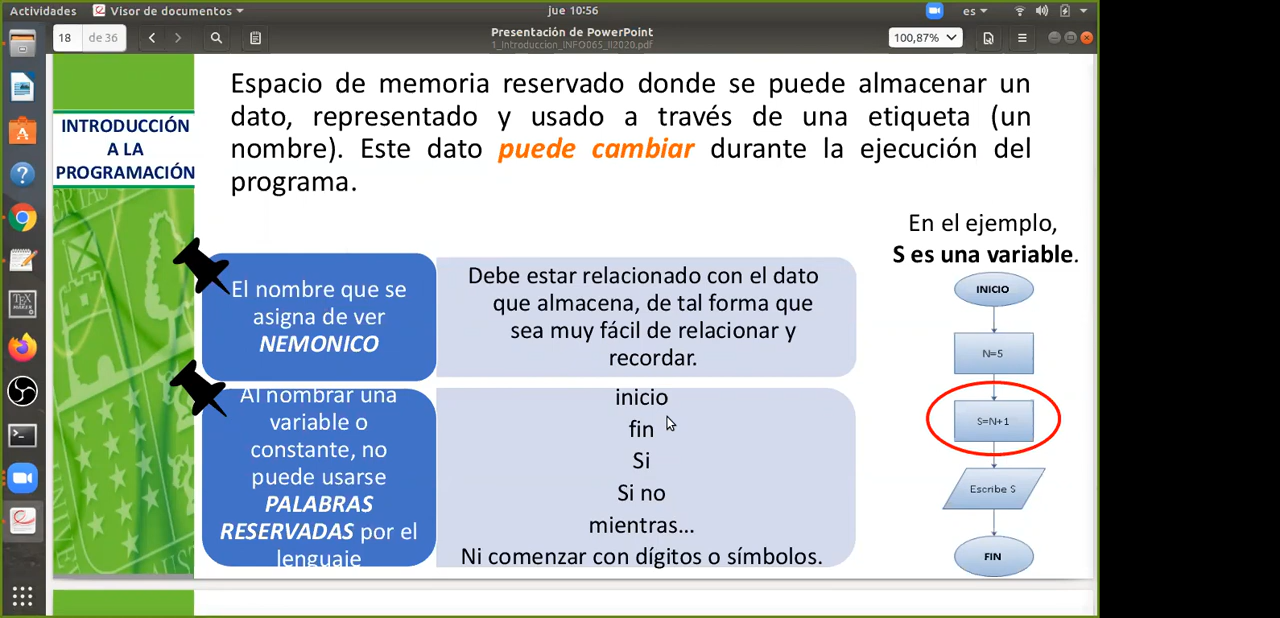 Actividades
Visor de documentos
jue 10:56
es
18
de 36
Presentación de PowerPoint
1_Introduccion_INFO065_II2020.pdf
100,87%
INTRODUCCIÓN
A LA
PROGRAMACIÓN
Espacio de memoria reservado donde se puede almacenar un
dato, representado y usado a través de una etiqueta (un
nombre). Este dato puede cambiar durante la ejecución del
programa.
El nombre que se
asigna de ver
NEMONICO
Debe estar relacionado con el dato
que almacena, de tal forma que
sea muy fácil de relacionar y
recordar.
Al nombrar una
variable o
constante, no
puede usarse
PALABRAS
RESERVADAS por el
lenguaje
inicio
fin
Si
Si no
mientras...
Ni comenzar con dígitos o símbolos.
En el ejemplo,
S es una variable.
INICIO
N=5
S=N+1
Escribe S
FIN